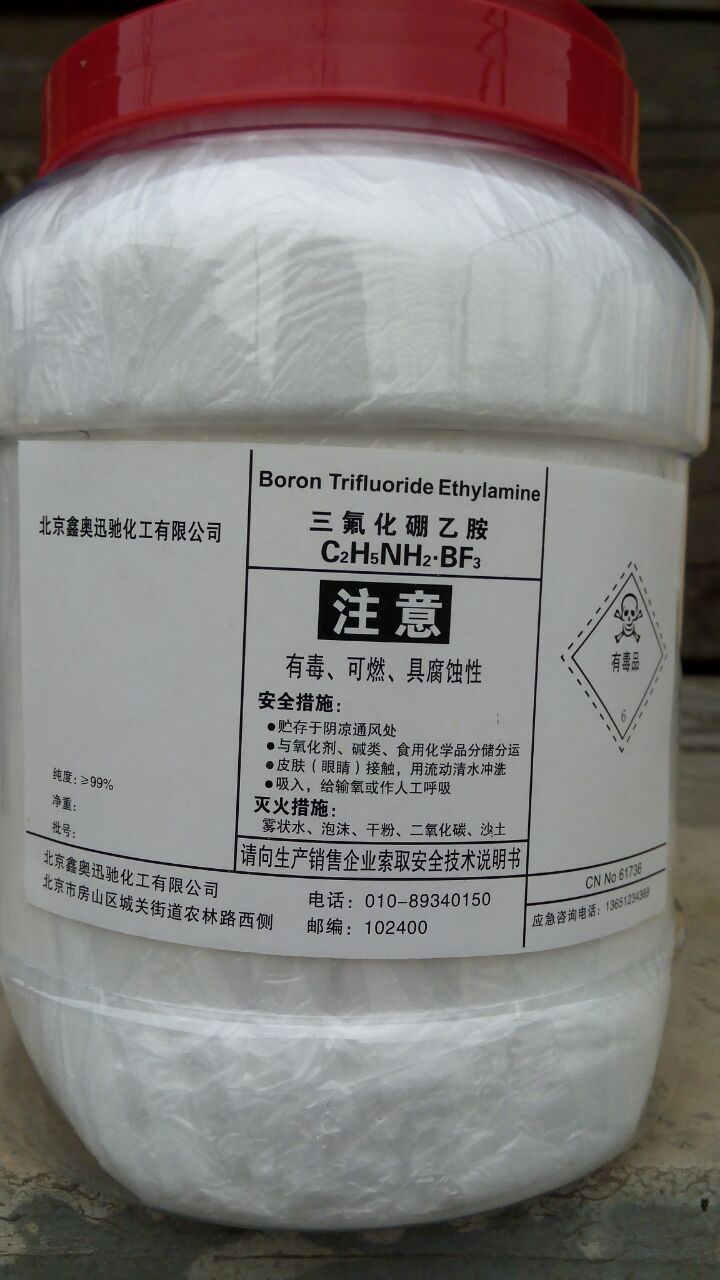 Boron Trifluoride Ethylamine
三氟化硼乙胺
C₂H₅NH₂·BF₃
北京鑫奥迅驰化工有限公司
注意
有毒、可燃、具腐蚀性
安全措施:
●贮存于阴凉通风处
●与氧化剂、碱类、食用化学品分储分运
●皮肤(眼睛)接触,用流动清水冲洗
●吸入,给输氧或作人工呼吸
灭火措施:
雾状水、泡沫、干粉、二氧化碳、沙土
请向生产销售企业索取安全技术说明书
纯度:≥99%
净重:
批号:
北京鑫奥迅驰化工有限公司
北京市房山区城关街道农林路西侧
电话:010-89340150
邮编:102400
有毒品
6
CN No 61736
应急咨询电话:13651234369